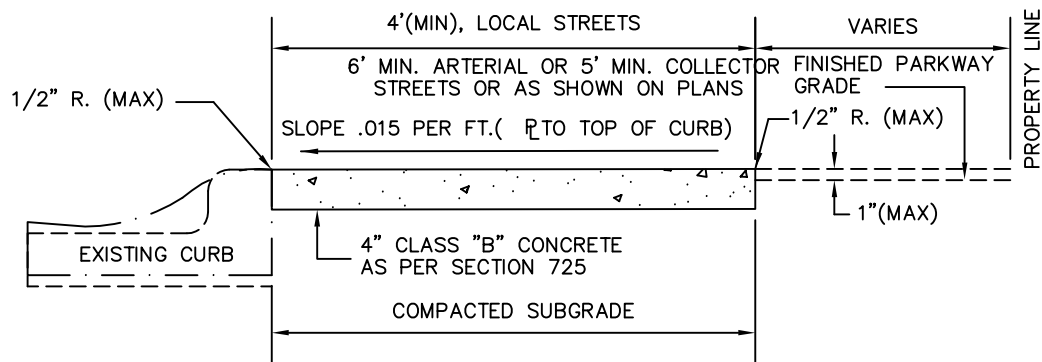 4'(MIN), LOCAL STREETS
VARIES
PROPERTY LINE
6' MIN. ARTERIAL OR 5' MIN. COLLECTOR
STREETS OR AS SHOWN ON PLANS
FINISHED PARKWAY
GRADE
1/2" R. (MAX)
1/2" R. (MAX)
SLOPE .015 PER FT.( PL TO TOP OF CURB)
1"(MAX)
EXISTING CURB
4" CLASS "B" CONCRETE
AS PER SECTION 725
COMPACTED SUBGRADE